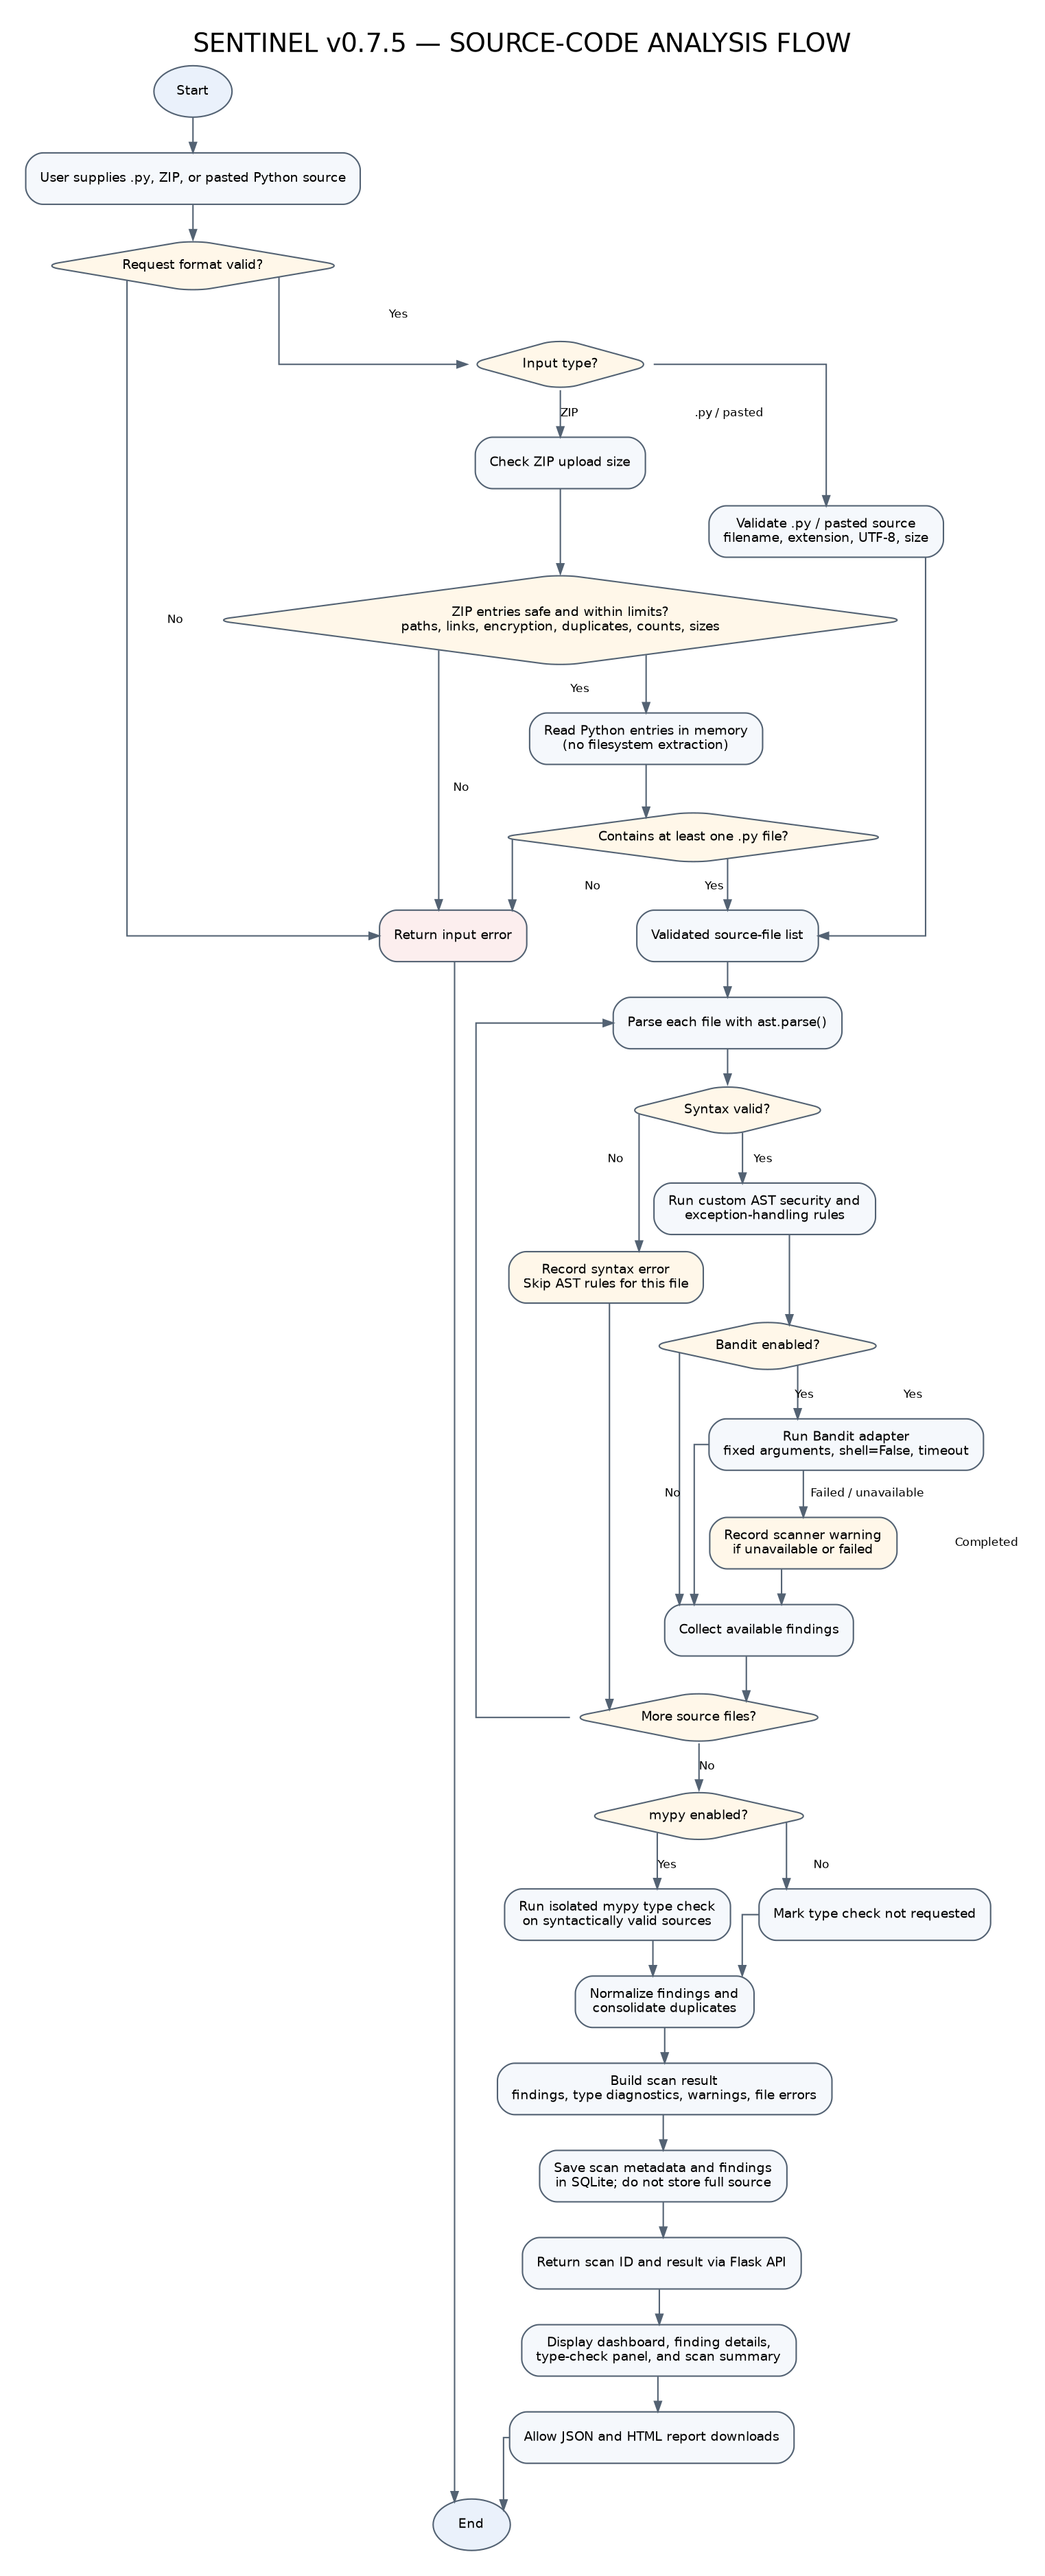 SENTINEL v0.7.5 — SOURCE-CODE ANALYSIS FLOW
Start
User supplies .py, ZIP, or pasted Python source
Request format valid?
Yes
Input type?
ZIP
.py / pasted
Check ZIP upload size
Validate .py / pasted source
filename, extension, UTF-8, size
No
ZIP entries safe and within limits?
paths, links, encryption, duplicates, counts, sizes
Yes
Read Python entries in memory
(no filesystem extraction)
No
Contains at least one .py file?
No
Yes
Return input error
Validated source-file list
Parse each file with ast.parse()
Syntax valid?
No
Yes
Run custom AST security and
exception-handling rules
Record syntax error
Skip AST rules for this file
Bandit enabled?
Yes
Yes
Run Bandit adapter
fixed arguments, shell=False, timeout
No
Failed / unavailable
Record scanner warning
if unavailable or failed
Completed
Collect available findings
More source files?
No
mypy enabled?
Yes
No
Run isolated mypy type check
on syntactically valid sources
Mark type check not requested
Normalize findings and
consolidate duplicates
Build scan result
findings, type diagnostics, warnings, file errors
Save scan metadata and findings
in SQLite; do not store full source
Return scan ID and result via Flask API
Display dashboard, finding details,
type-check panel, and scan summary
Allow JSON and HTML report downloads
End